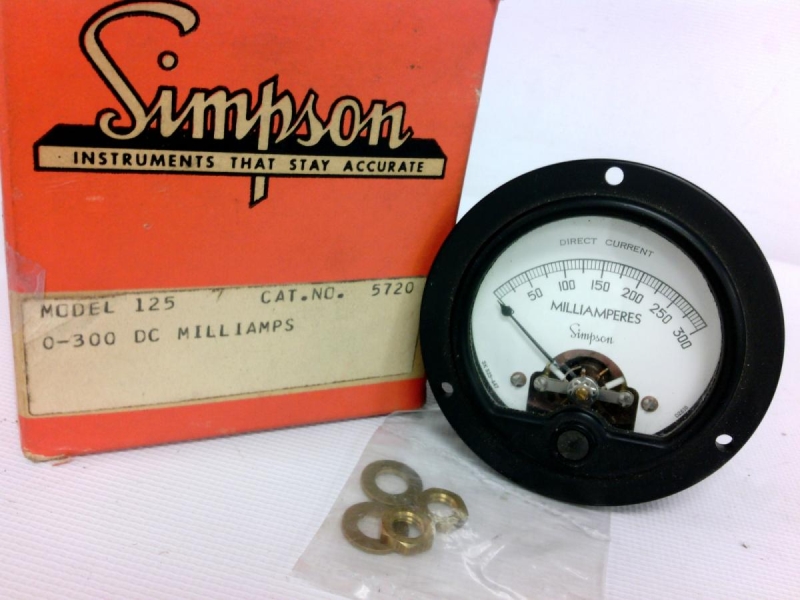 Simpson
INSTRUMENTS THAT STAY ACCURATE
MODEL 125 7 CAT.NO. 5720
0-300 DC MILLIAMPS
DIRECT CURRENT
50 100 150 200 250 300
MILLIAMPERES
Simpson